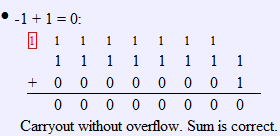 • -1 + 1 = 0:
1 1 1 1 1 1 1 1
1 1 1 1 1 1 1 1
+ 0 0 0 0 0 0 0 1
0 0 0 0 0 0 0 0
Carryout without overflow. Sum is correct.